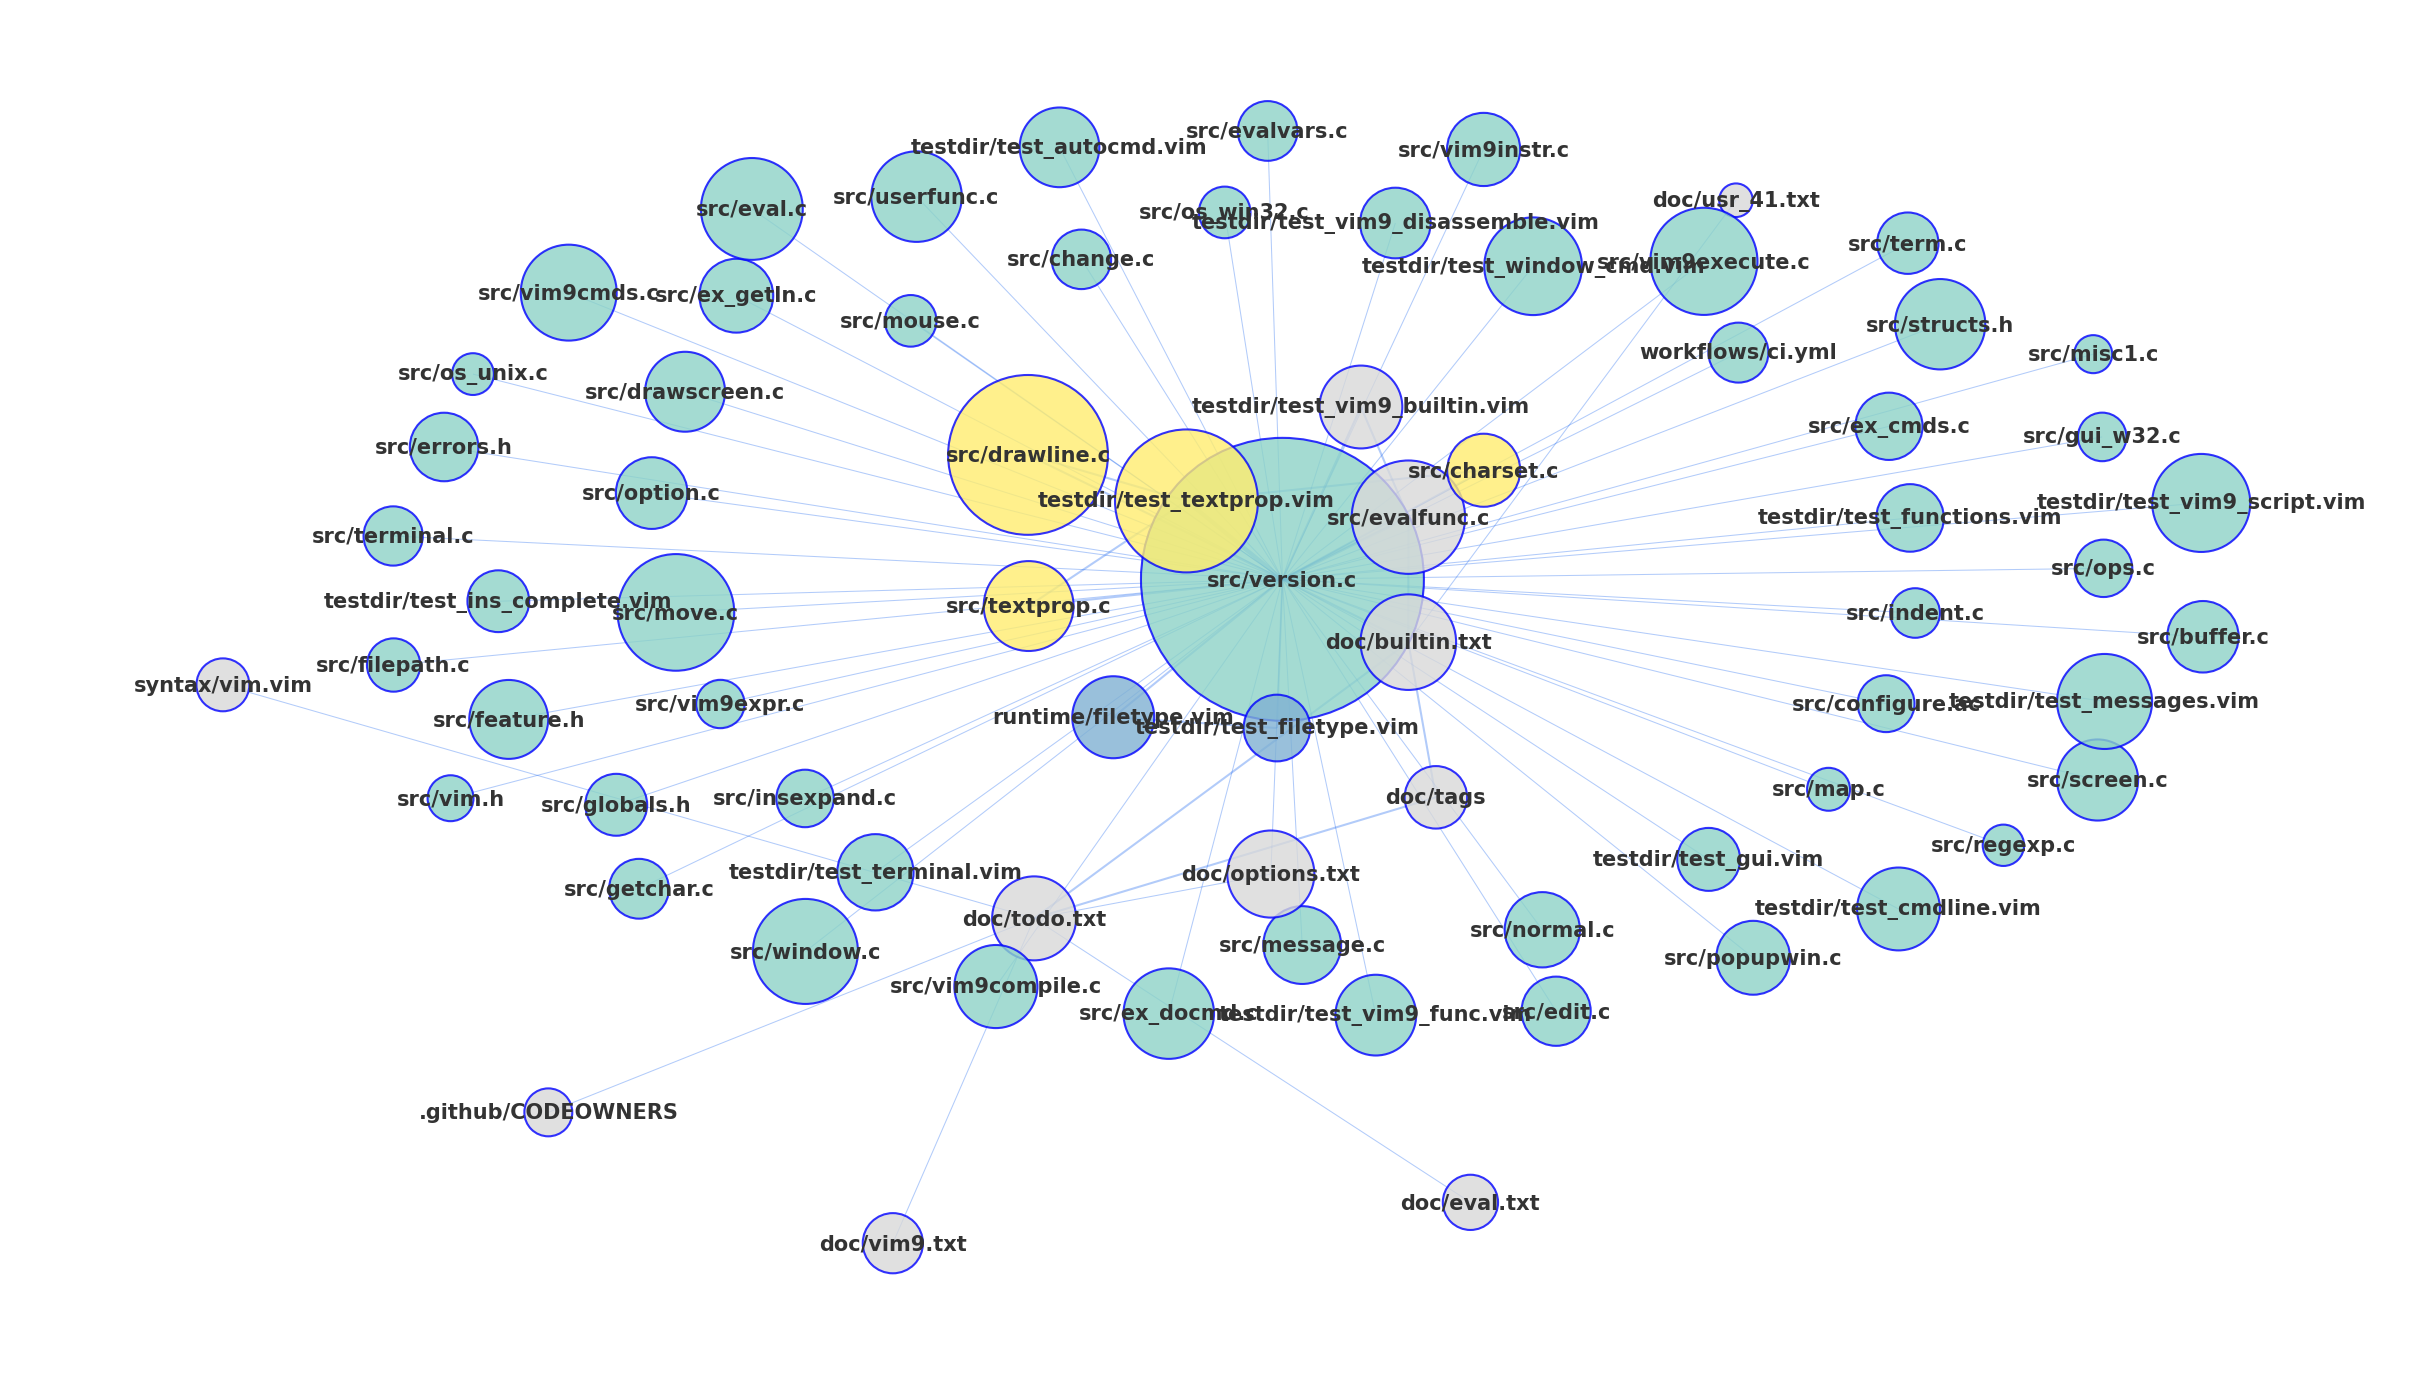 src/evalvars.c
testdir/test_autocmd.vim
src/vim9instr.c
src/userfunc.c
doc/usr_41.txt
src/eval.c
src/os_win32.c
testdir/test_vim9_disassemble.vim
src/term.c
src/change.c
testdir/test_window_cmd.vim
src/vim9execute.c
src/vim9cmds.c
src/ex_getln.c
src/mouse.c
src/structs.h
workflows/ci.yml
src/misc1.c
src/os_unix.c
src/drawscreen.c
testdir/test_vim9_builtin.vim
src/ex_cmds.c
src/gui_w32.c
src/errors.h
src/drawline.c
src/charset.c
src/option.c
testdir/test_textprop.vim
testdir/test_vim9_script.vim
src/evalfunc.c
testdir/test_functions.vim
src/terminal.c
src/ops.c
src/version.c
testdir/test_ins_complete.vim
src/move.c
src/textprop.c
src/indent.c
src/buffer.c
doc/builtin.txt
src/filepath.c
syntax/vim.vim
src/vim9expr.c
src/configure.ac
testdir/test_messages.vim
src/feature.h
runtime/filetype.vim
testdir/test_filetype.vim
src/screen.c
src/map.c
src/vim.h
src/globals.h
src/insexpand.c
doc/tags
src/regexp.c
testdir/test_gui.vim
testdir/test_terminal.vim
doc/options.txt
src/getchar.c
testdir/test_cmdline.vim
doc/todo.txt
src/normal.c
src/message.c
src/window.c
src/popupwin.c
src/vim9compile.c
src/ex_docmd.c
testdir/test_vim9_func.vim
src/edit.c
.github/CODEOWNERS
doc/eval.txt
doc/vim9.txt